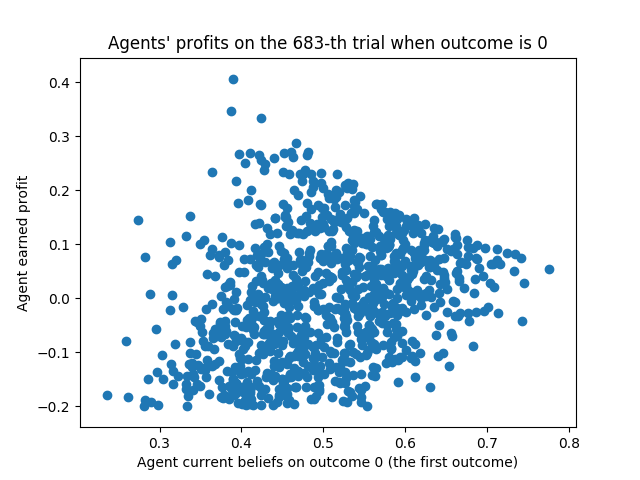 Agents' profits on the 683-th trial when outcome is 0
0.4
0.3
0.2
0.1
0.0
−0.1
−0.2
Agent earned profit
0.3 0.4 0.5 0.6 0.7 0.8
Agent current beliefs on outcome 0 (the first outcome)